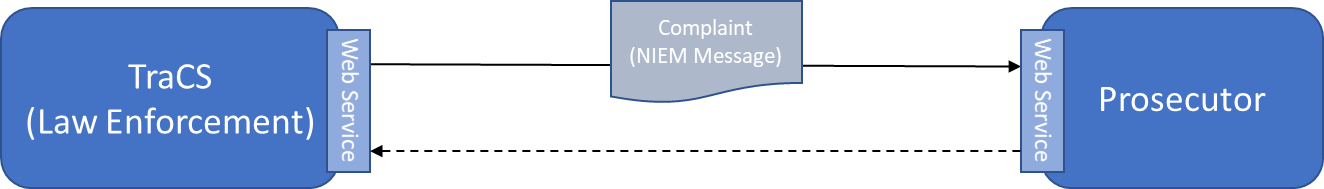 TraCS
(Law Enforcement)
Web Service
Complaint
(NIEM Message)
Web Service
Prosecutor